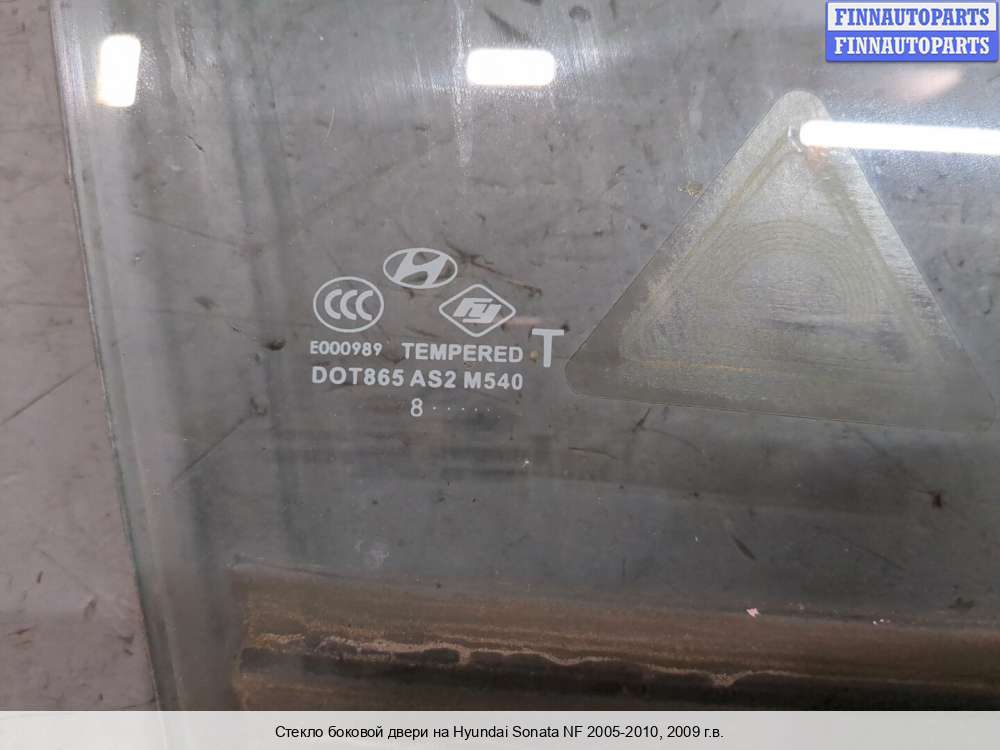 FINNAUTOPARTS
FINNAUTOPARTS
CCC
FY
E000989 TEMPERED T
DOT865 AS2 M540
8 · · · · · ·
Стекло боковой двери на Hyundai Sonata NF 2005-2010, 2009 г.в.